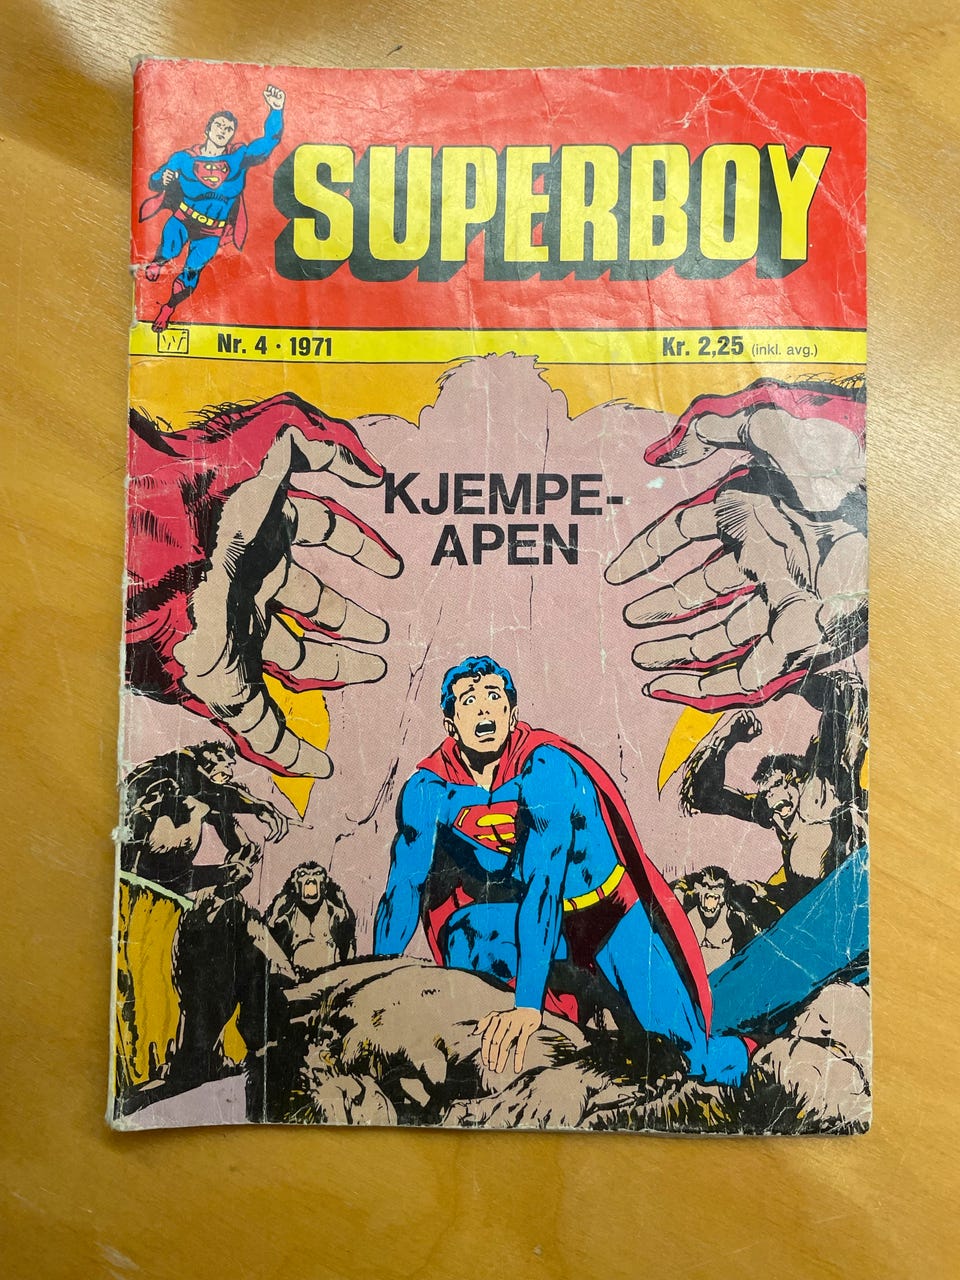 SUPERBOY
W
Nr. 4 · 1971
Kr. 2,25 (inkl. avg.)
KJEMPE-
APEN